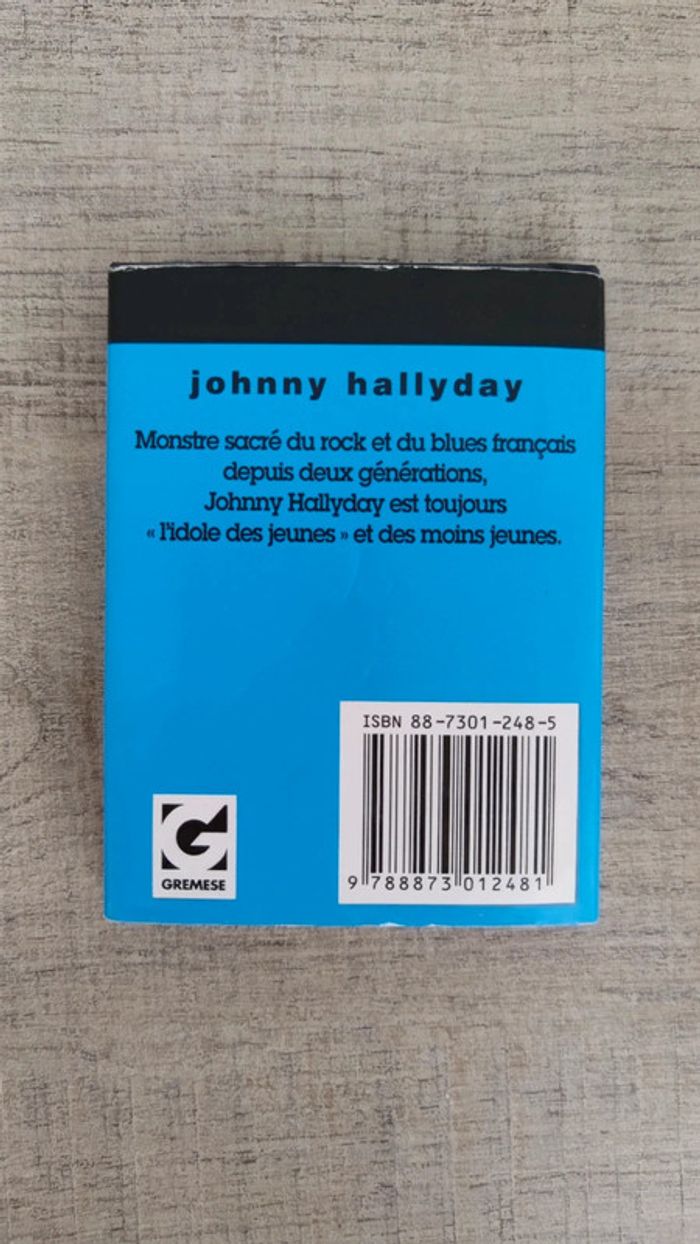 johnny hallyday
Monstre sacré du rock et du blues français
depuis deux générations,
Johnny Hallyday est toujours
« l'idole des jeunes » et des moins jeunes.
ISBN 88-7301-248-5
9 788873 012481
G
GREMESE